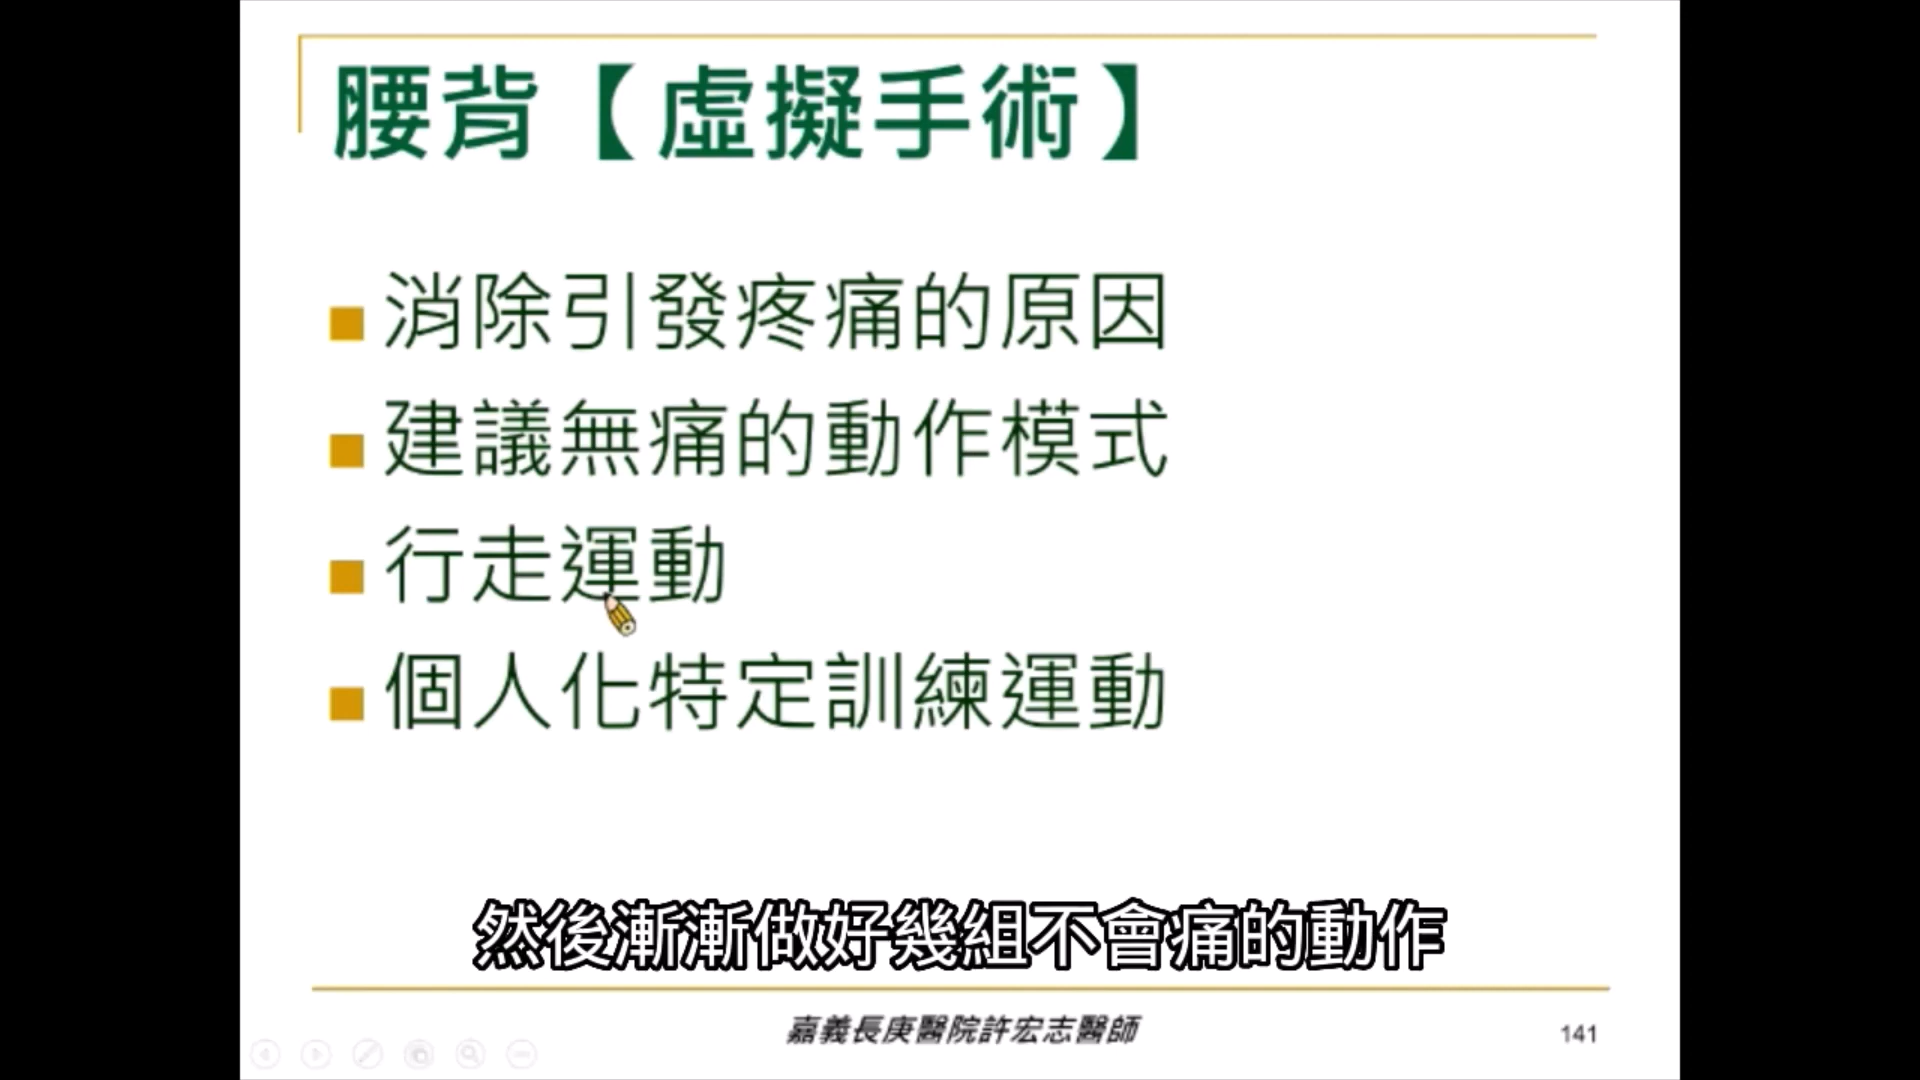 腰背【虛擬手術】
消除引發疼痛的原因
建議無痛的動作模式
行走運動
個人化特定訓練運動
然後漸漸做好幾組不會痛的動作
嘉義長庚醫院許宏志醫師
141